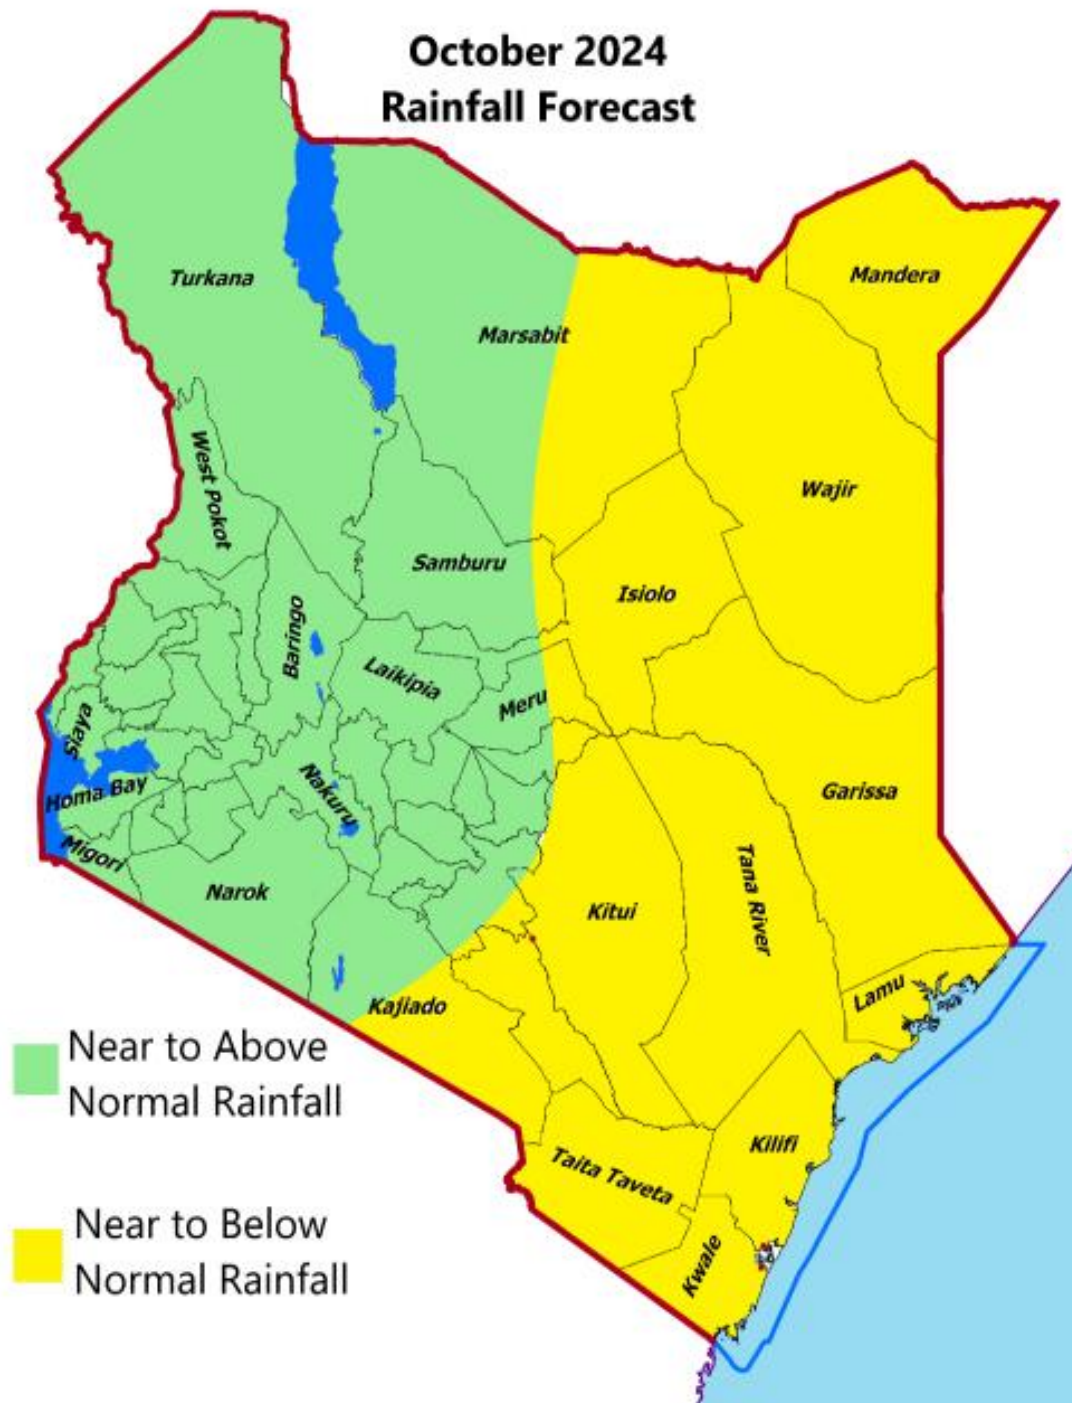 October 2024
Rainfall Forecast
Mandera
Turkana
Marsabit
West Pokot
Wajir
Samburu
Isiolo
Baringo
Laikipia
Meru
Siaya
Homa Bay
Nakuru
Garissa
Migori
Narok
Kitui
Tana River
Lamu
Kajiado
Near to Above
Normal Rainfall
Kilifi
Taita Taveta
Near to Below
Normal Rainfall
Kwale